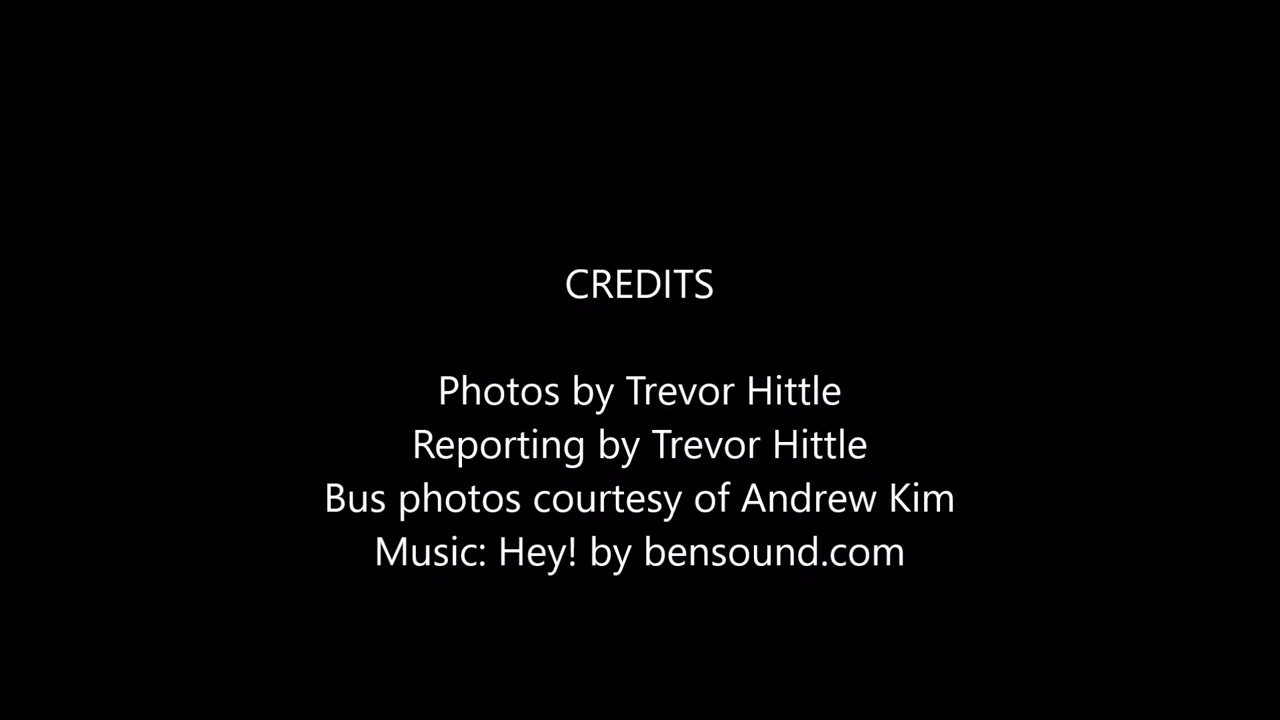 CREDITS
Photos by Trevor Hittle
Reporting by Trevor Hittle
Bus photos courtesy of Andrew Kim
Music: Hey! by bensound.com